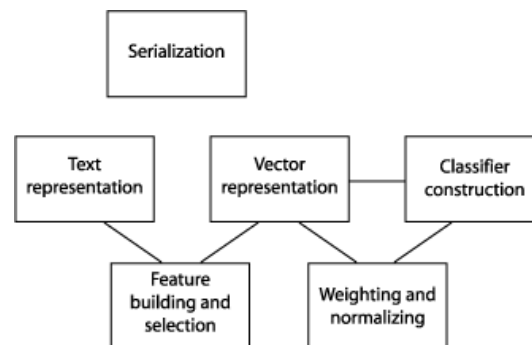 Serialization
Text
representation
Vector
representation
Classifier
construction
Feature
building and
selection
Weighting and
normalizing